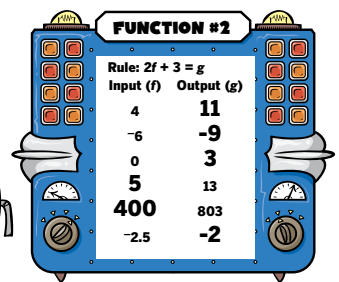 FUNCTION #2
Rule: 2f + 3 = g
Input (f) Output (g)
4 11
⁻6 -9
0 3
5 13
400 803
⁻2.5 -2